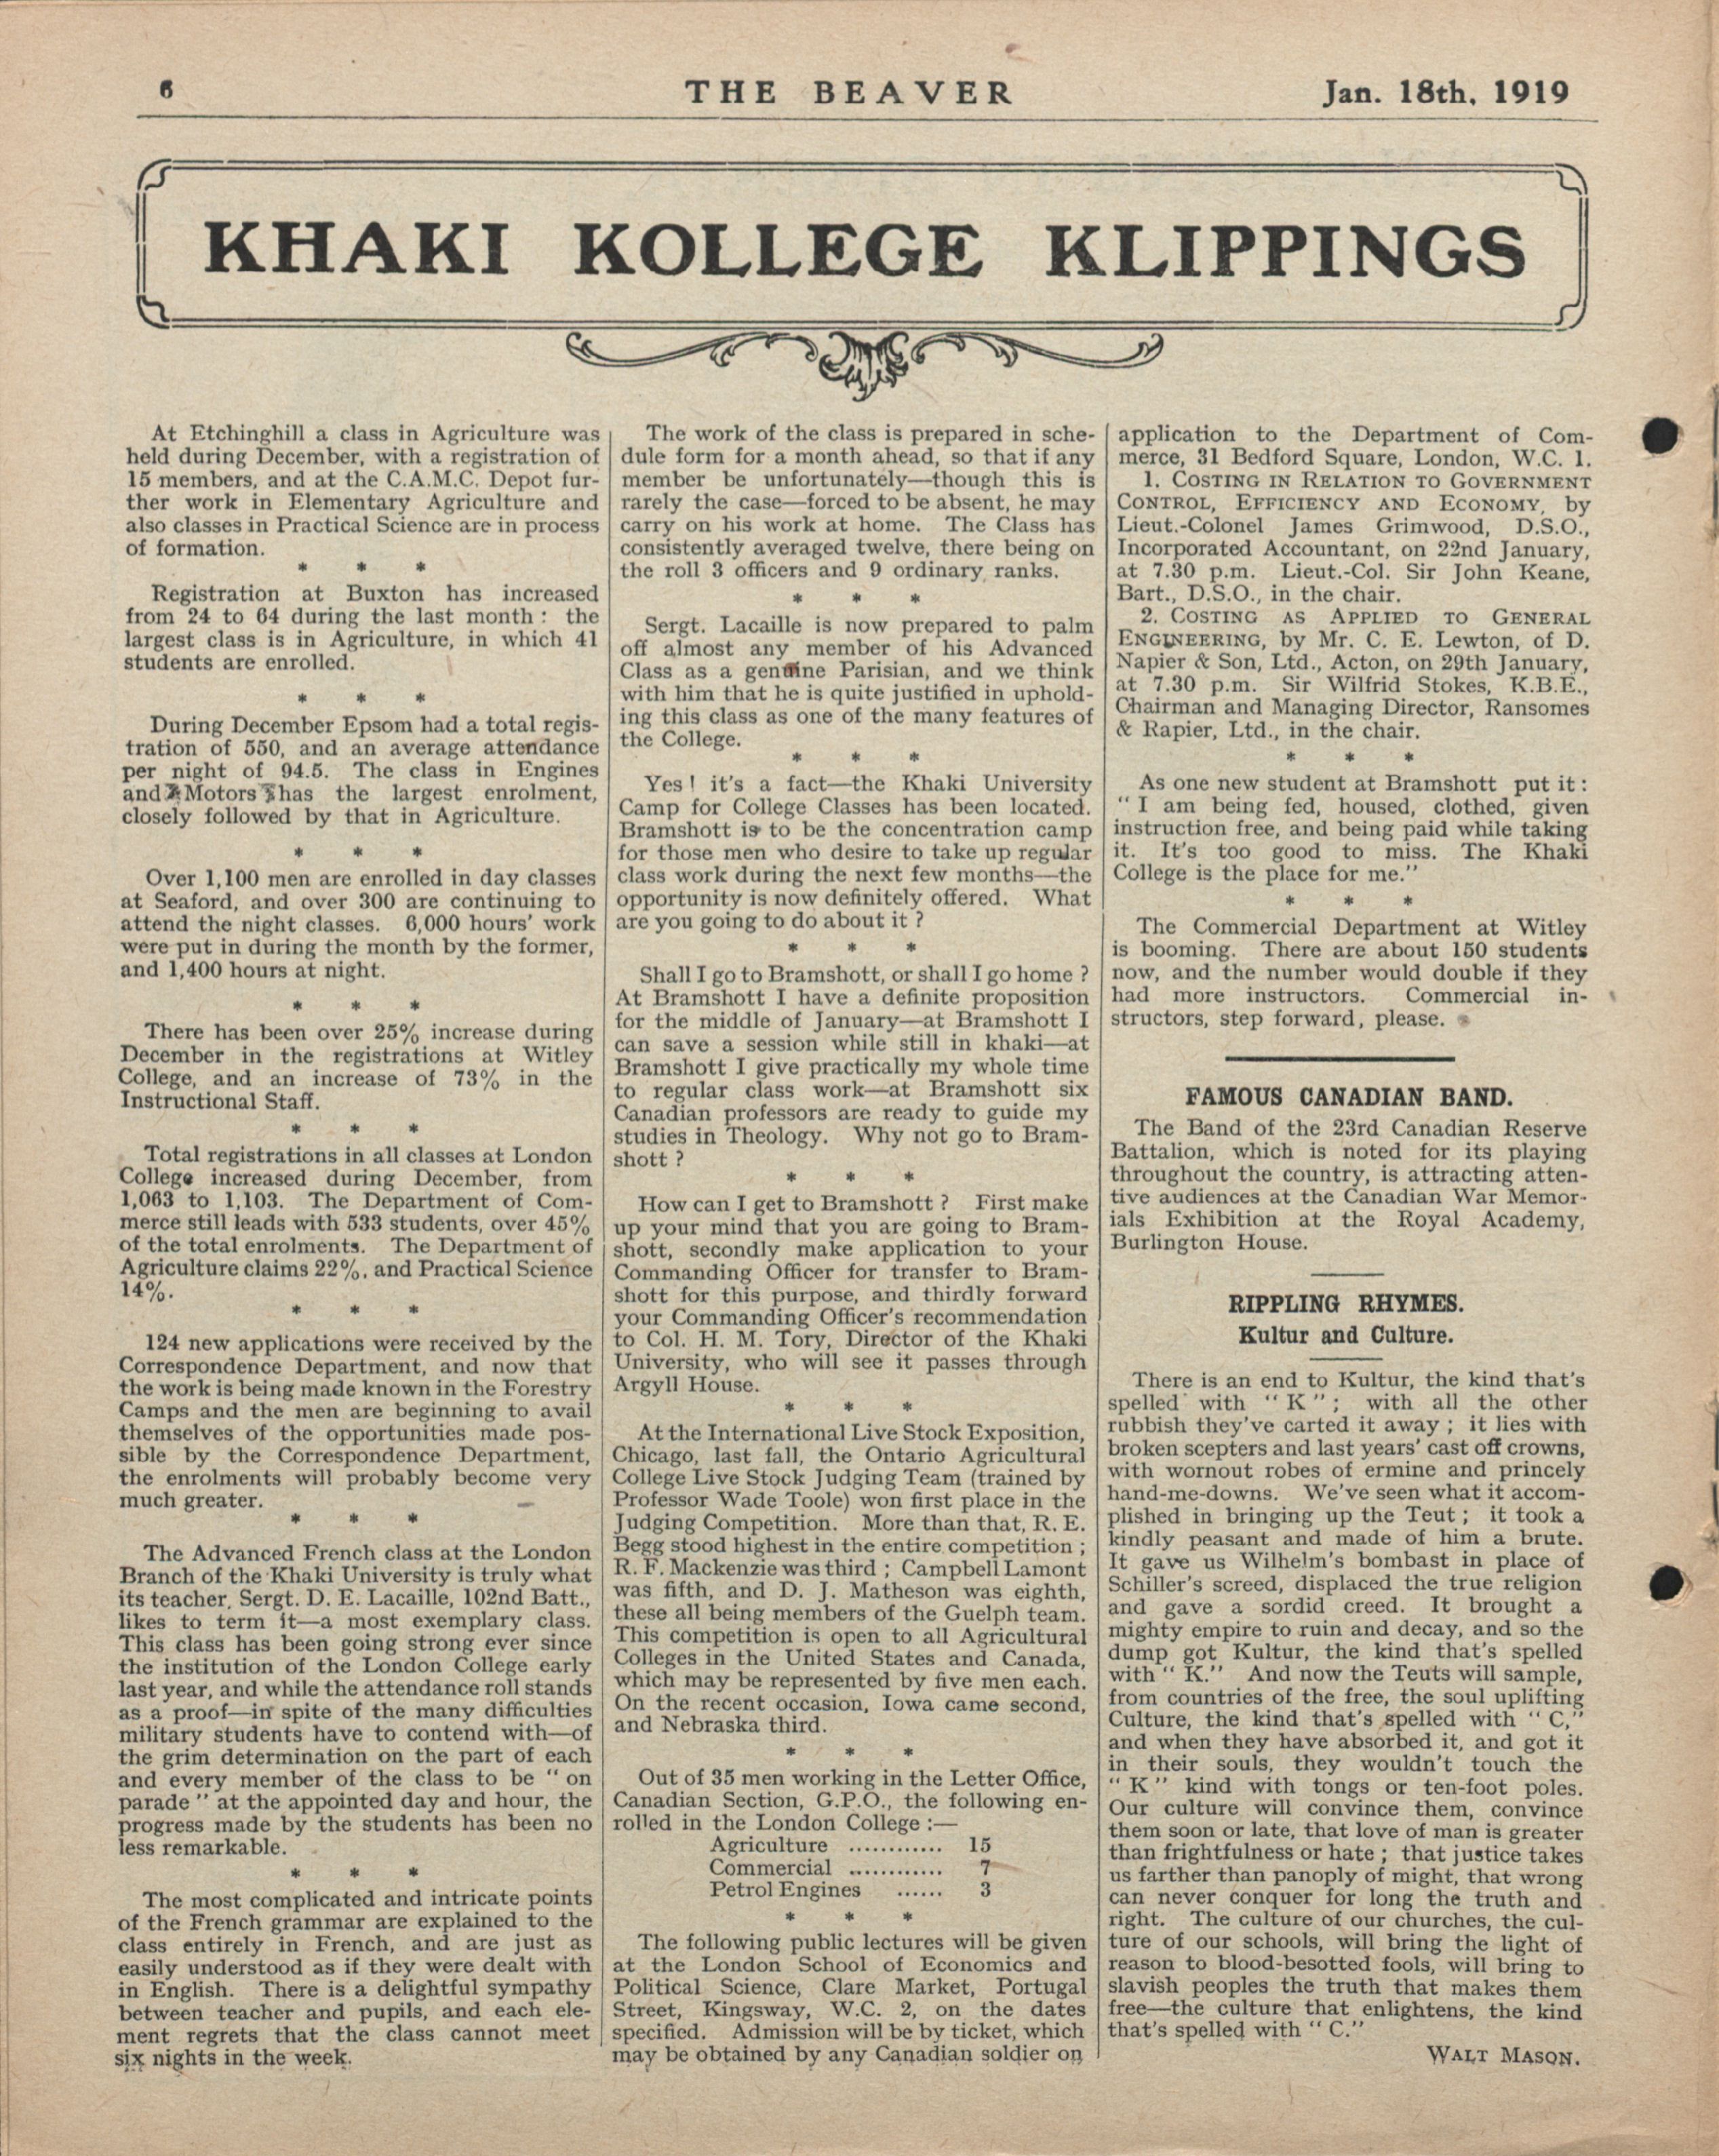 6
THE BEAVER
Jan. 18th, 1919
KHAKI KOLLEGE KLIPPINGS
At Etchinghill a class in Agriculture was
held during December, with a registration of
15 members, and at the C.A.M.C. Depot fur-
ther work in Elementary Agriculture and
also classes in Practical Science are in process
of formation.
* * *
Registration at Buxton has increased
from 24 to 64 during the last month : the
largest class is in Agriculture, in which 41
students are enrolled.
* * *
During December Epsom had a total regis-
tration of 550, and an average attendance
per night of 94.5. The class in Engines
and Motors has the largest enrolment,
closely followed by that in Agriculture.
* * *
Over 1,100 men are enrolled in day classes
at Seaford, and over 300 are continuing to
attend the night classes. 6,000 hours' work
were put in during the month by the former,
and 1,400 hours at night.
* * *
There has been over 25% increase during
December in the registrations at Witley
College, and an increase of 73% in the
Instructional Staff.
* * *
Total registrations in all classes at London
College increased during December, from
1,063 to 1,103. The Department of Com-
merce still leads with 533 students, over 45%
of the total enrolments. The Department of
Agriculture claims 22%, and Practical Science
14%.
* * *
124 new applications were received by the
Correspondence Department, and now that
the work is being made known in the Forestry
Camps and the men are beginning to avail
themselves of the opportunities made pos-
sible by the Correspondence Department,
the enrolments will probably become very
much greater.
* * *
The Advanced French class at the London
Branch of the Khaki University is truly what
its teacher, Sergt. D. E. Lacaille, 102nd Batt.,
likes to term it—a most exemplary class.
This class has been going strong ever since
the institution of the London College early
last year, and while the attendance roll stands
as a proof—in spite of the many difficulties
military students have to contend with—of
the grim determination on the part of each
and every member of the class to be " on
parade " at the appointed day and hour, the
progress made by the students has been no
less remarkable.
* * *
The most complicated and intricate points
of the French grammar are explained to the
class entirely in French, and are just as
easily understood as if they were dealt with
in English. There is a delightful sympathy
between teacher and pupils, and each ele-
ment regrets that the class cannot meet
six nights in the week.
The work of the class is prepared in sche-
dule form for a month ahead, so that if any
member be unfortunately—though this is
rarely the case—forced to be absent, he may
carry on his work at home. The Class has
consistently averaged twelve, there being on
the roll 3 officers and 9 ordinary ranks.
* * *
Sergt. Lacaille is now prepared to palm
off almost any member of his Advanced
Class as a genuine Parisian, and we think
with him that he is quite justified in uphold-
ing this class as one of the many features of
the College.
* * *
Yes! it's a fact—the Khaki University
Camp for College Classes has been located.
Bramshott is to be the concentration camp
for those men who desire to take up regular
class work during the next few months—the
opportunity is now definitely offered. What
are you going to do about it ?
* * *
Shall I go to Bramshott, or shall I go home ?
At Bramshott I have a definite proposition
for the middle of January—at Bramshott I
can save a session while still in khaki—at
Bramshott I give practically my whole time
to regular class work—at Bramshott six
Canadian professors are ready to guide my
studies in Theology. Why not go to Bram-
shott ?
* * *
How can I get to Bramshott ? First make
up your mind that you are going to Bram-
shott, secondly make application to your
Commanding Officer for transfer to Bram-
shott for this purpose, and thirdly forward
your Commanding Officer's recommendation
to Col. H. M. Tory, Director of the Khaki
University, who will see it passes through
Argyll House.
* * *
At the International Live Stock Exposition,
Chicago, last fall, the Ontario Agricultural
College Live Stock Judging Team (trained by
Professor Wade Toole) won first place in the
Judging Competition. More than that, R. E.
Begg stood highest in the entire competition ;
R. F. Mackenzie was third ; Campbell Lamont
was fifth, and D. J. Matheson was eighth,
these all being members of the Guelph team.
This competition is open to all Agricultural
Colleges in the United States and Canada,
which may be represented by five men each.
On the recent occasion, Iowa came second,
and Nebraska third.
* * *
Out of 35 men working in the Letter Office,
Canadian Section, G.P.O., the following en-
rolled in the London College :—
Agriculture ............ 15
Commercial ............ 7
Petrol Engines ...... 3
* * *
The following public lectures will be given
at the London School of Economics and
Political Science, Clare Market, Portugal
Street, Kingsway, W.C. 2, on the dates
specified. Admission will be by ticket, which
may be obtained by any Canadian soldier on
application to the Department of Com-
merce, 31 Bedford Square, London, W.C. 1.
1. COSTING IN RELATION TO GOVERNMENT
CONTROL, EFFICIENCY AND ECONOMY, by
Lieut.-Colonel James Grimwood, D.S.O.,
Incorporated Accountant, on 22nd January,
at 7.30 p.m. Lieut.-Col. Sir John Keane,
Bart., D.S.O., in the chair.
2. COSTING AS APPLIED TO GENERAL
ENGINEERING, by Mr. C. E. Lewton, of D.
Napier & Son, Ltd., Acton, on 29th January,
at 7.30 p.m. Sir Wilfrid Stokes, K.B.E.,
Chairman and Managing Director, Ransomes
& Rapier, Ltd., in the chair.
* * *
As one new student at Bramshott put it :
" I am being fed, housed, clothed, given
instruction free, and being paid while taking
it. It's too good to miss. The Khaki
College is the place for me."
* * *
The Commercial Department at Witley
is booming. There are about 150 students
now, and the number would double if they
had more instructors. Commercial in-
structors, step forward, please.
FAMOUS CANADIAN BAND.
The Band of the 23rd Canadian Reserve
Battalion, which is noted for its playing
throughout the country, is attracting atten-
tive audiences at the Canadian War Memor-
ials Exhibition at the Royal Academy,
Burlington House.
RIPPLING RHYMES.
Kultur and Culture.
There is an end to Kultur, the kind that's
spelled with " K " ; with all the other
rubbish they've carted it away ; it lies with
broken scepters and last years' cast off crowns,
with wornout robes of ermine and princely
hand-me-downs. We've seen what it accom-
plished in bringing up the Teut ; it took a
kindly peasant and made of him a brute.
It gave us Wilhelm's bombast in place of
Schiller's screed, displaced the true religion
and gave a sordid creed. It brought a
mighty empire to ruin and decay, and so the
dump got Kultur, the kind that's spelled
with " K." And now the Teuts will sample,
from countries of the free, the soul uplifting
Culture, the kind that's spelled with " C,"
and when they have absorbed it, and got it
in their souls, they wouldn't touch the
" K " kind with tongs or ten-foot poles.
Our culture will convince them, convince
them soon or late, that love of man is greater
than frightfulness or hate ; that justice takes
us farther than panoply of might, that wrong
can never conquer for long the truth and
right. The culture of our churches, the cul-
ture of our schools, will bring the light of
reason to blood-besotted fools, will bring to
slavish peoples the truth that makes them
free—the culture that enlightens, the kind
that's spelled with " C."
WALT MASON.